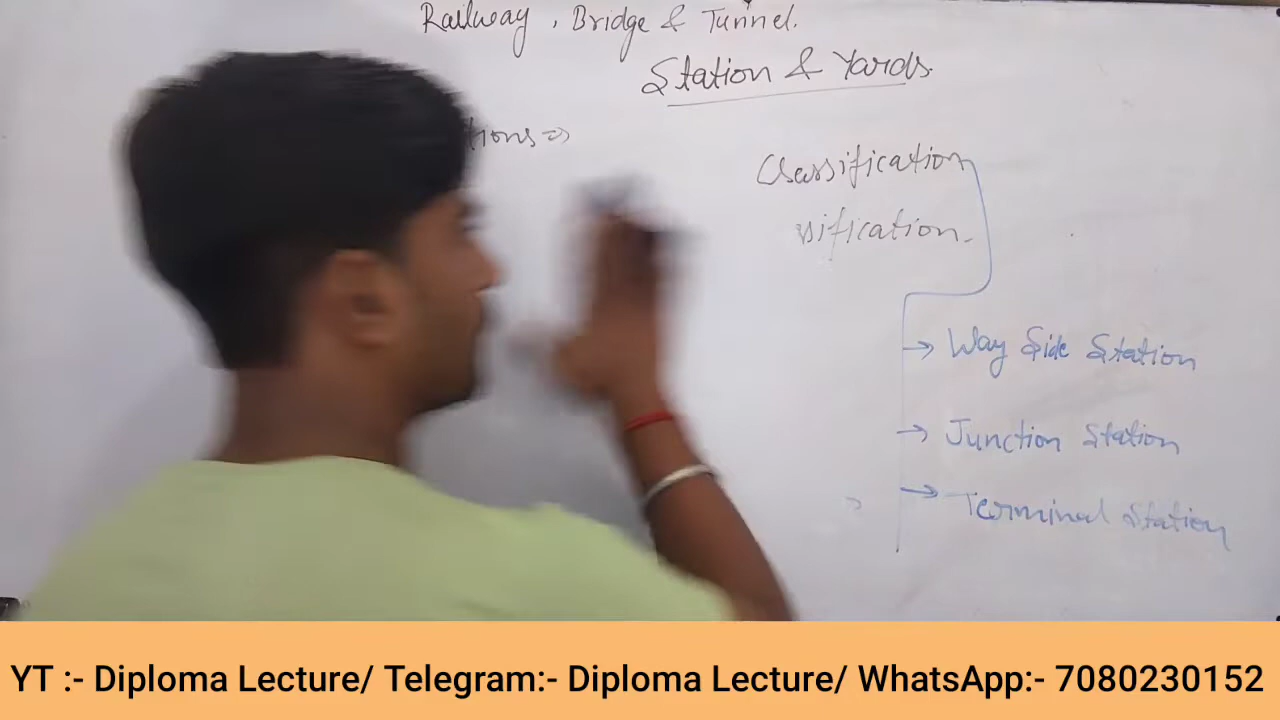 Railway, Bridge & Tunnel.
Station & Yards.
tions =>
Classification
sification.
→ Way Side Station
→ Junction Station
→ Terminal Station
YT :- Diploma Lecture/ Telegram:- Diploma Lecture/ WhatsApp:- 7080230152